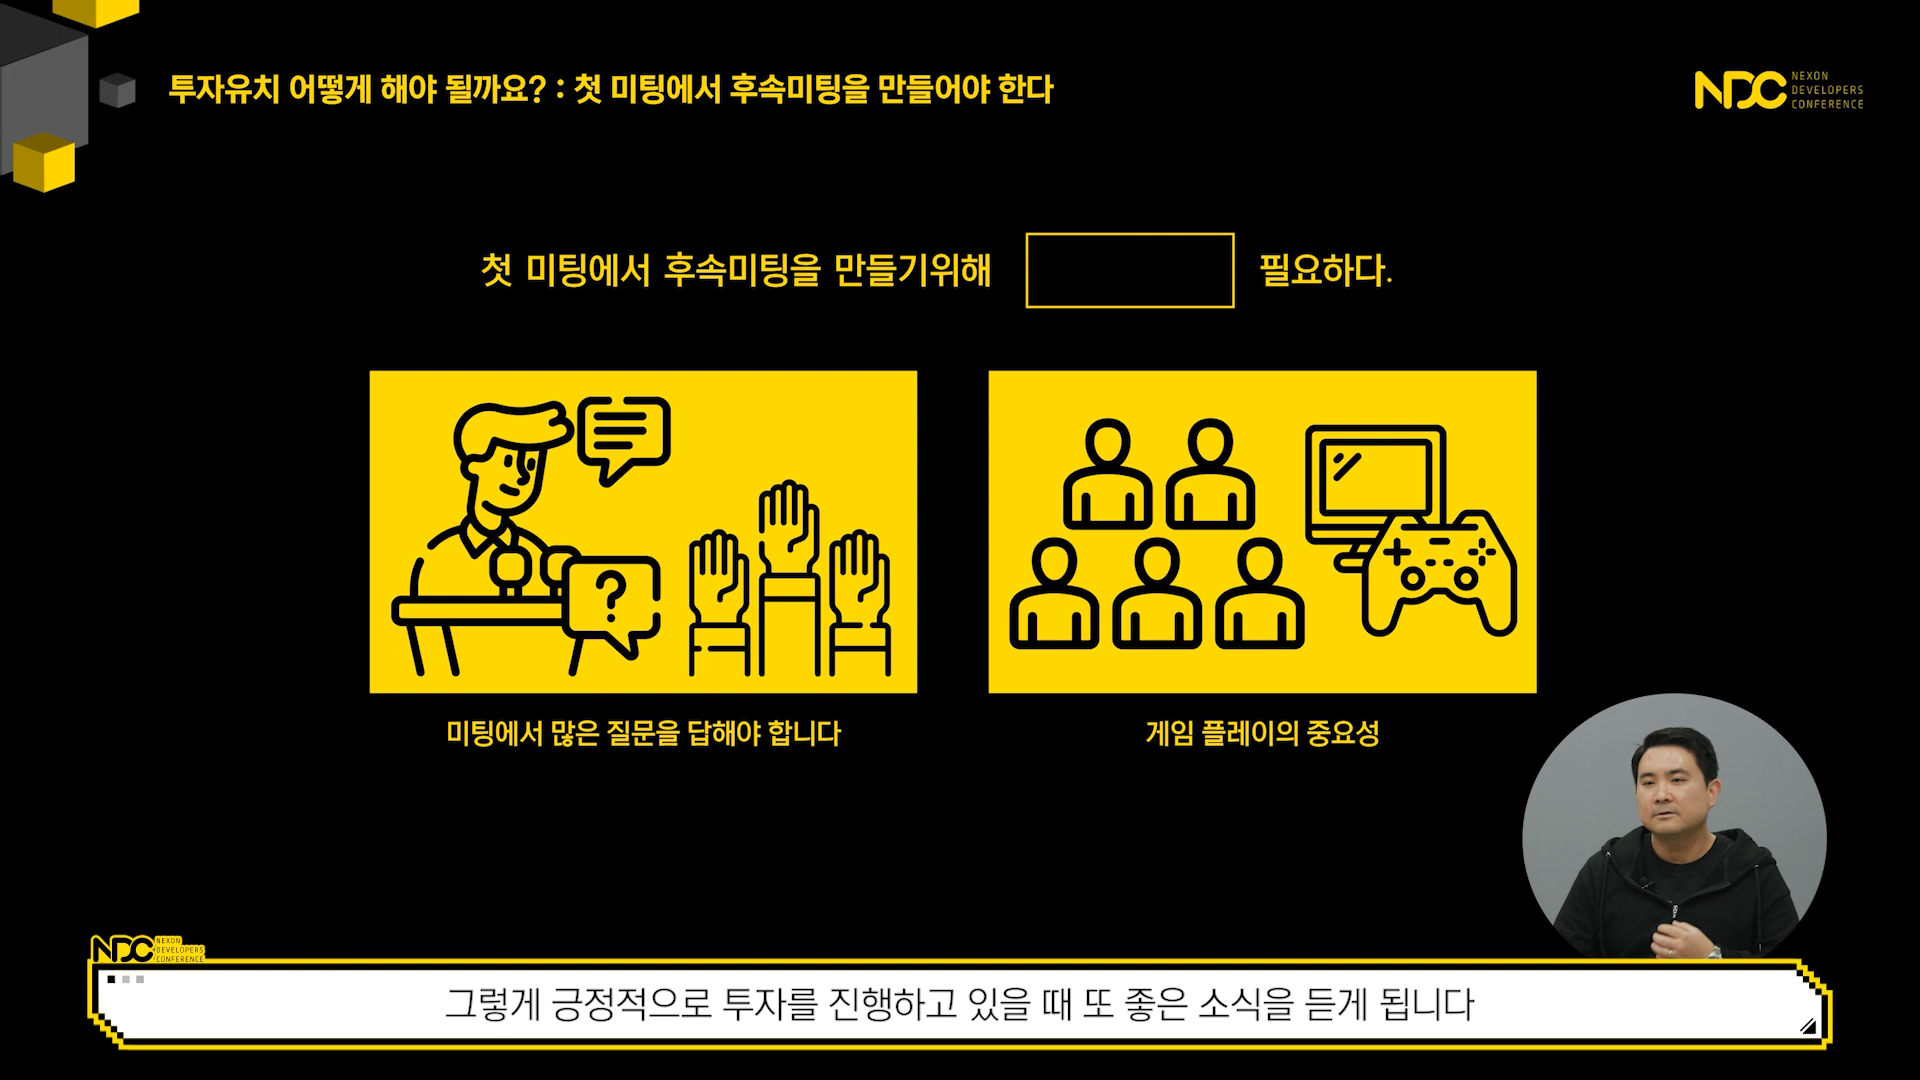 투자유치 어떻게 해야 될까요? : 첫 미팅에서 후속미팅을 만들어야 한다
NDC NEXON
DEVELOPERS
CONFERENCE
첫 미팅에서 후속미팅을 만들기위해 필요하다.
?
미팅에서 많은 질문을 답해야 합니다
게임 플레이의 중요성
NDC NEXON
DEVELOPERS
CONFERENCE
그렇게 긍정적으로 투자를 진행하고 있을 때 또 좋은 소식을 듣게 됩니다